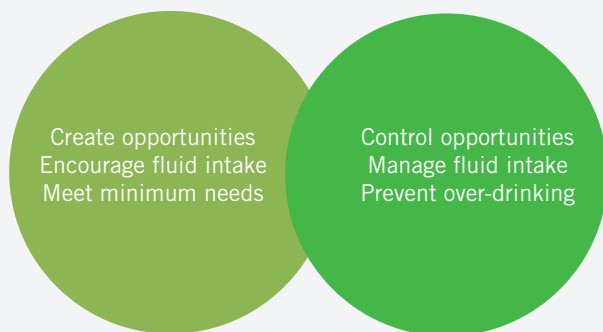 Create opportunities
Encourage fluid intake
Meet minimum needs
Control opportunities
Manage fluid intake
Prevent over-drinking